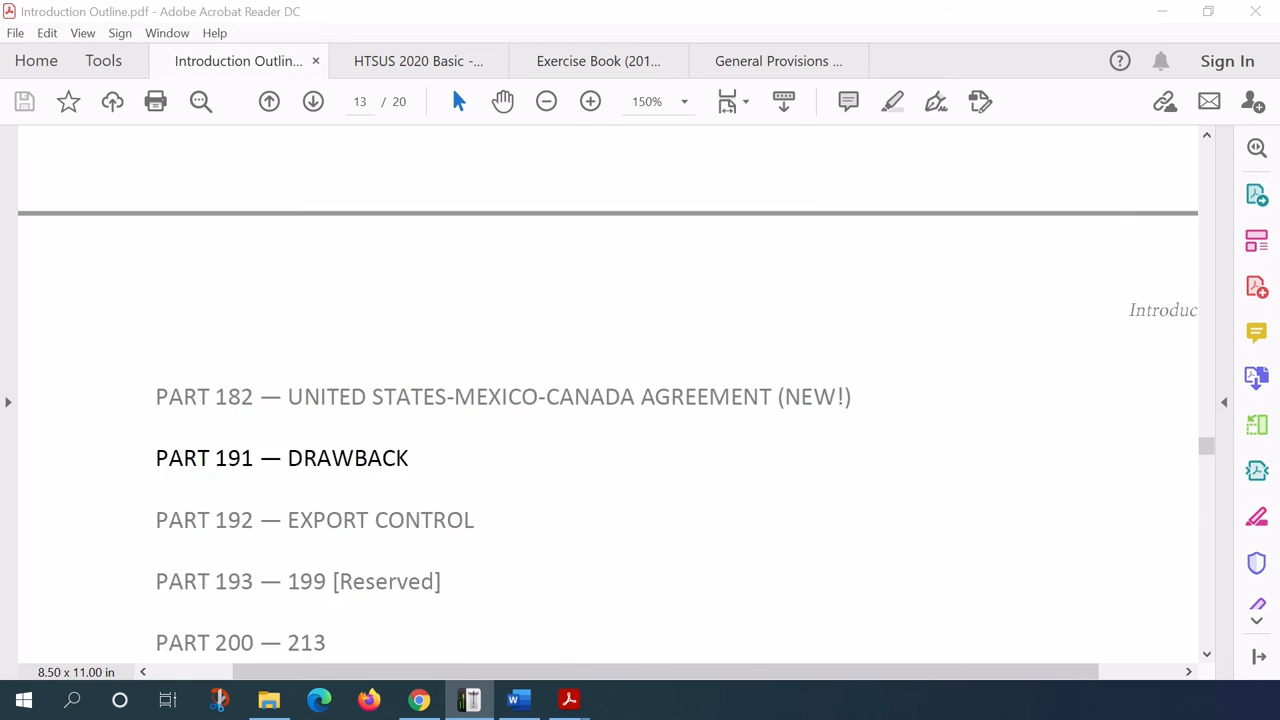 Introduction Outline.pdf - Adobe Acrobat Reader DC
File Edit View Sign Window Help
Home Tools Introduction Outlin... × HTSUS 2020 Basic -... Exercise Book (201... General Provisions ... Sign In
13 / 20 150%
Introduc
PART 182 — UNITED STATES-MEXICO-CANADA AGREEMENT (NEW!)
PART 191 — DRAWBACK
PART 192 — EXPORT CONTROL
PART 193 — 199 [Reserved]
PART 200 — 213
8.50 x 11.00 in